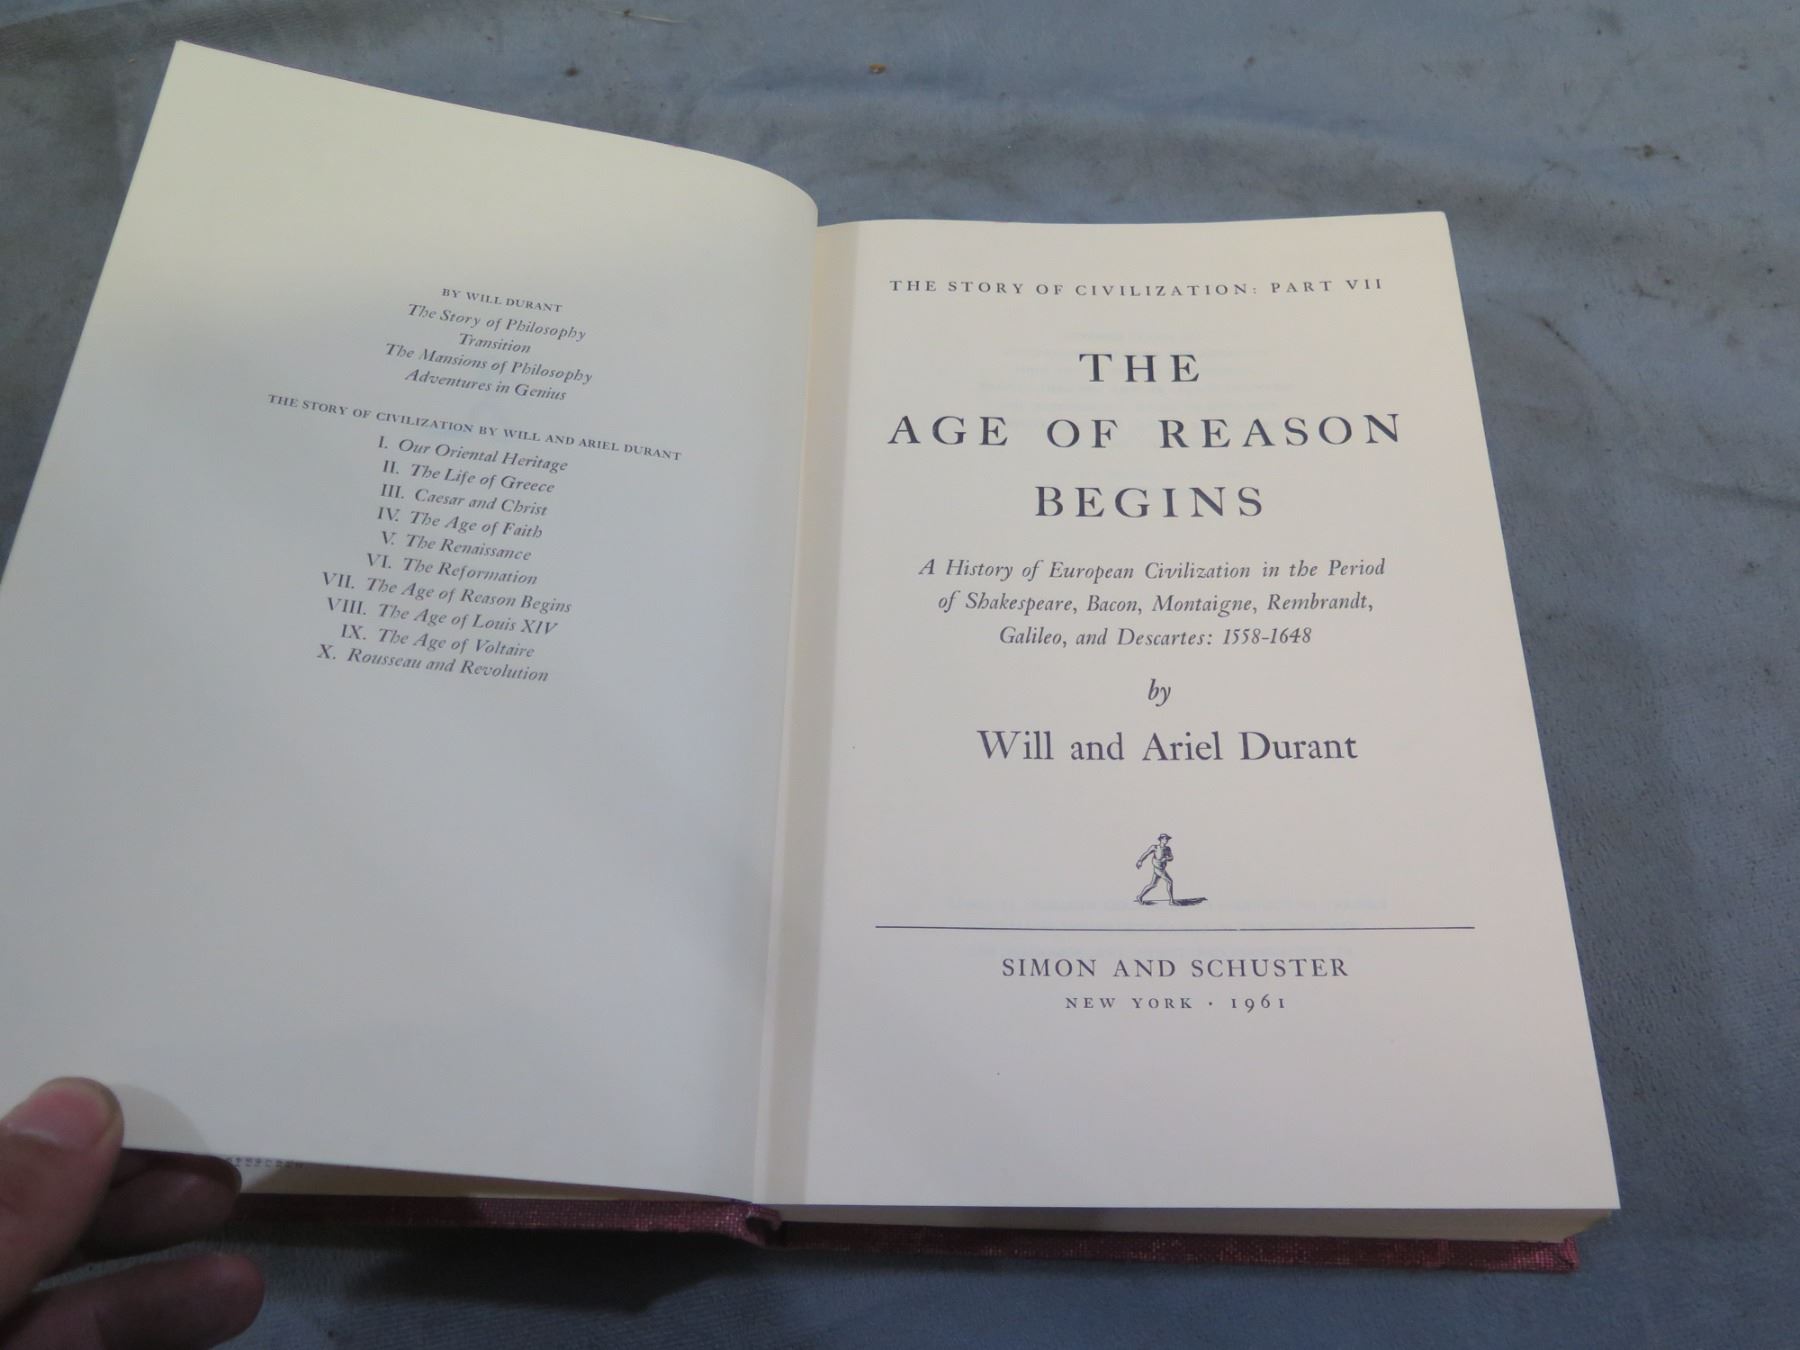 BY WILL DURANT
The Story of Philosophy
Transition
The Mansions of Philosophy
Adventures in Genius
THE STORY OF CIVILIZATION BY WILL AND ARIEL DURANT
I. Our Oriental Heritage
II. The Life of Greece
III. Caesar and Christ
IV. The Age of Faith
V. The Renaissance
VI. The Reformation
VII. The Age of Reason Begins
VIII. The Age of Louis XIV
IX. The Age of Voltaire
X. Rousseau and Revolution
THE STORY OF CIVILIZATION: PART VII
THE
AGE OF REASON
BEGINS
A History of European Civilization in the Period
of Shakespeare, Bacon, Montaigne, Rembrandt,
Galileo, and Descartes: 1558-1648
by
Will and Ariel Durant
SIMON AND SCHUSTER
NEW YORK · 1961